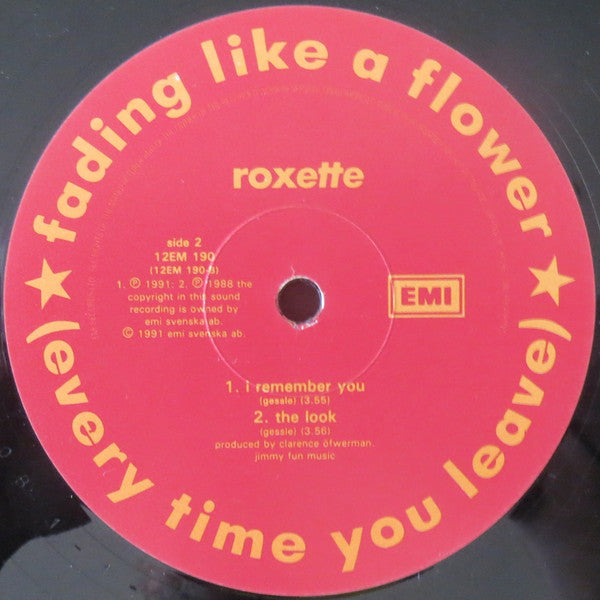 fading like a flower
(every time you leave)
roxette
side 2
12EM 190
(12EM 190-B)
1. ℗ 1991: 2. ℗ 1988 the
copyright in this sound
recording is owned by
emi svenska ab.
© 1991 emi svenska ab.
EMI
1. i remember you
(gessle) (3.55)
2. the look
(gessle) (3.56)
produced by clarence öfwerman.
jimmy fun music